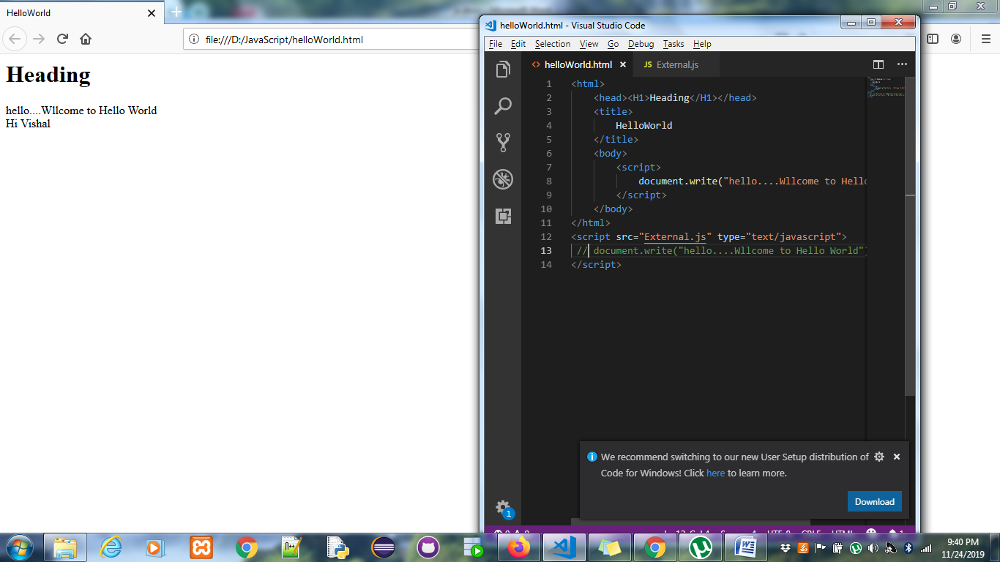 HelloWorld
file:///D:/JavaScript/helloWorld.html
Heading
hello....Wllcome to Hello World
Hi Vishal
helloWorld.html - Visual Studio Code
File Edit Selection View Go Debug Tasks Help
<> helloWorld.html JS External.js
1 <html>
2 <head><H1>Heading</H1></head>
3 <title>
4 HelloWorld
5 </title>
6 <body>
7 <script>
8 document.write("hello....Wllcome to Hello
9 </script>
10 </body>
11 </html>
12 <script src="External.js" type="text/javascript">
13 // document.write("hello....Wllcome to Hello World")
14 </script>
We recommend switching to our new User Setup distribution of
Code for Windows! Click here to learn more.
Download
1
9:40 PM
11/24/2019